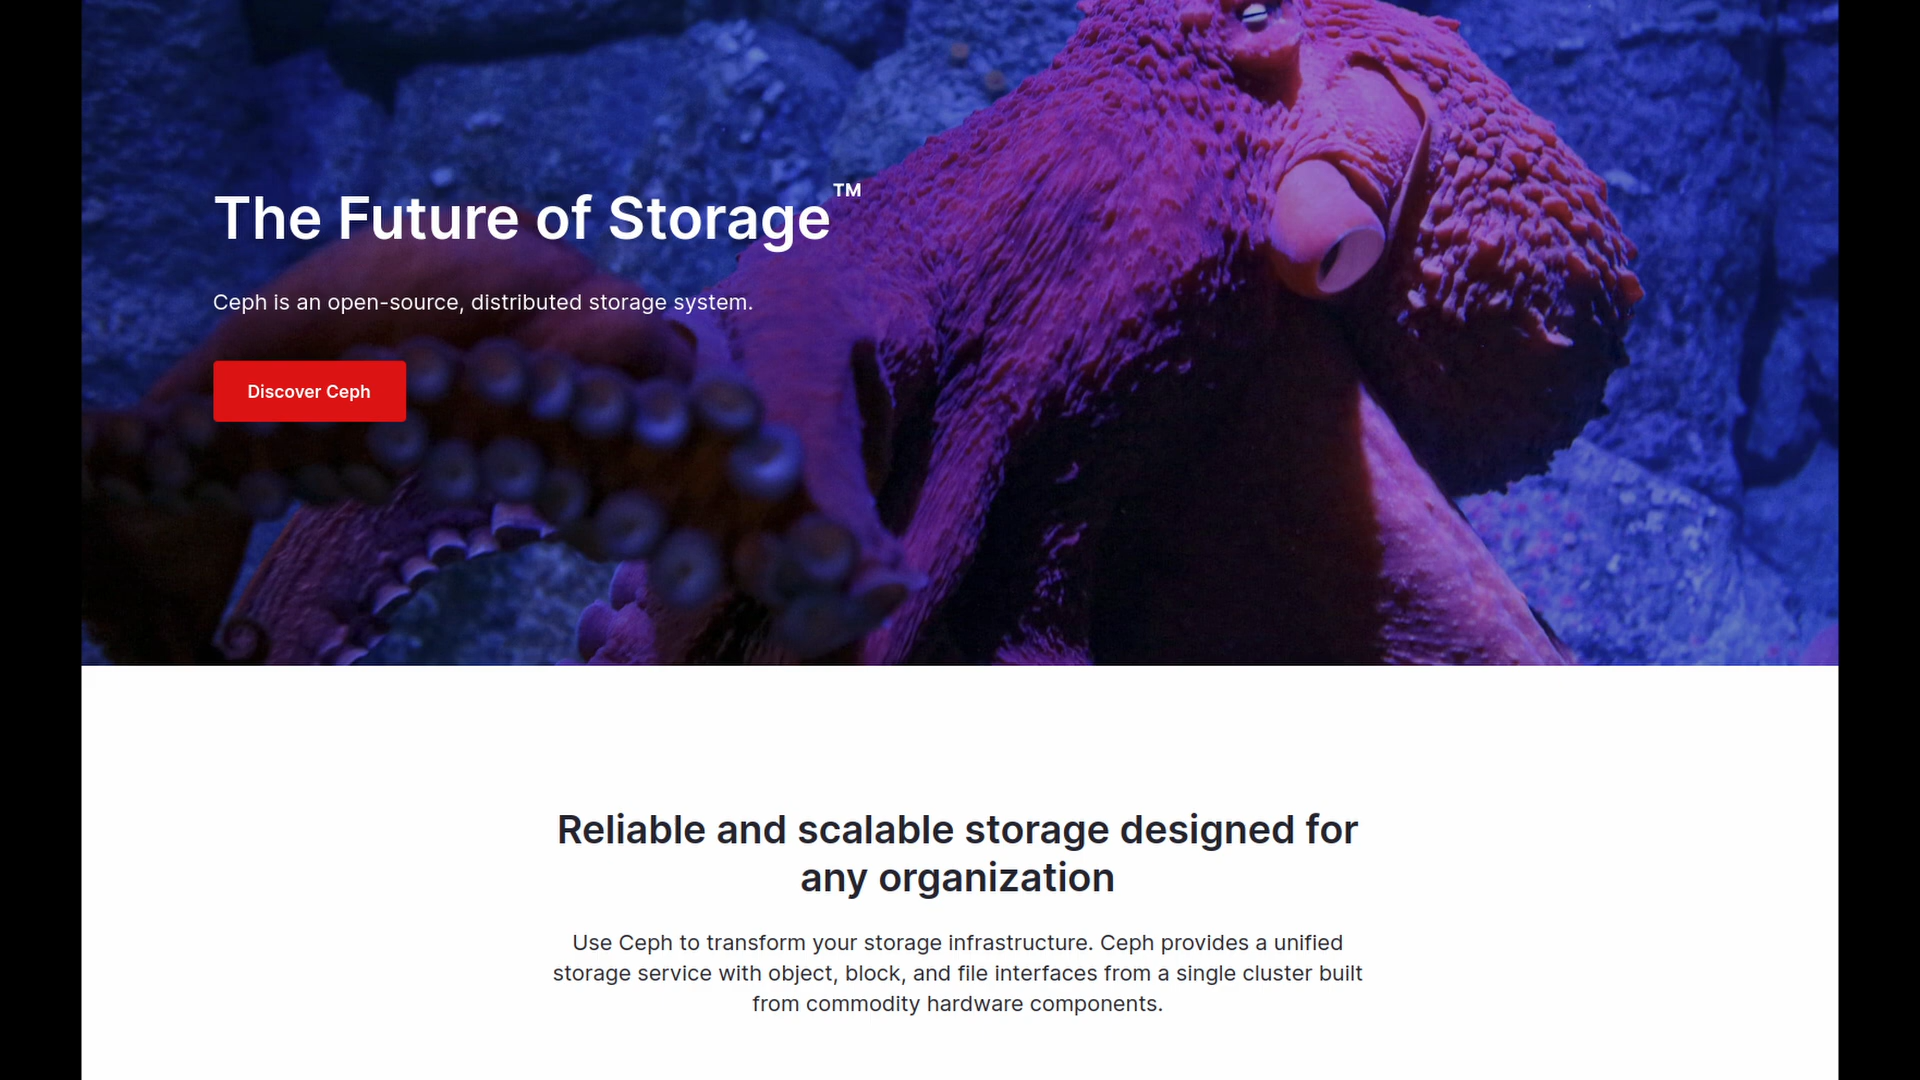 The Future of Storage™
Ceph is an open-source, distributed storage system.
Discover Ceph
Reliable and scalable storage designed for
any organization
Use Ceph to transform your storage infrastructure. Ceph provides a unified
storage service with object, block, and file interfaces from a single cluster built
from commodity hardware components.